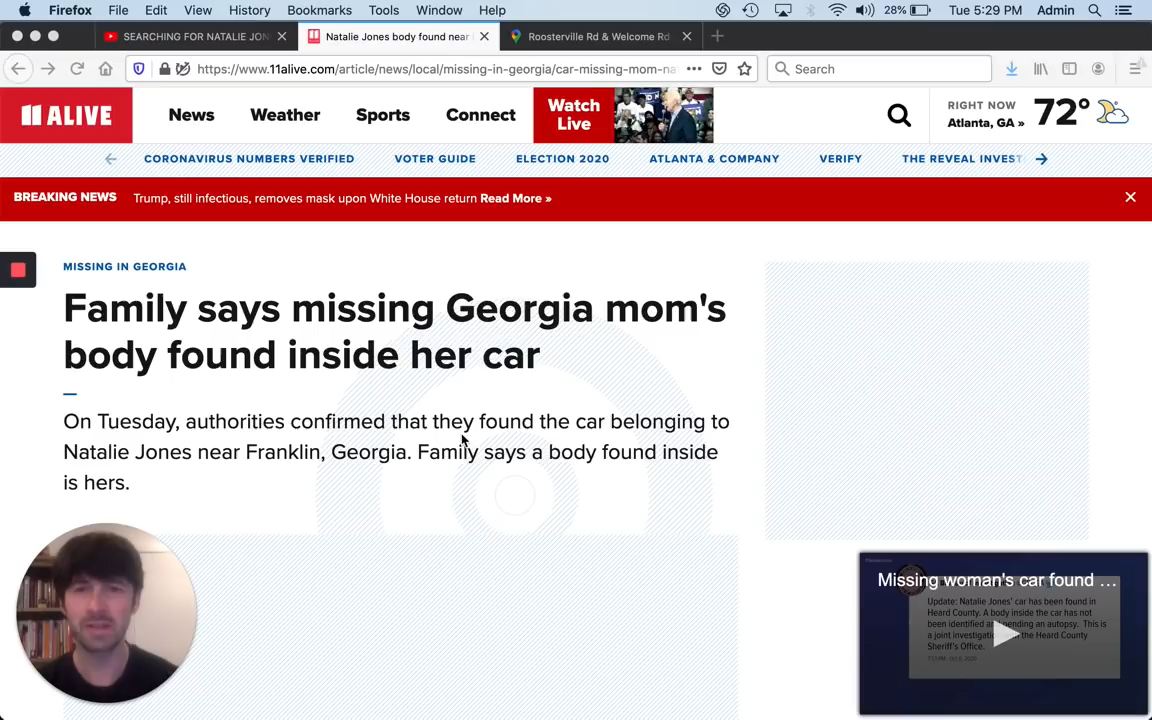 Firefox File Edit View History Bookmarks Tools Window Help 28% Tue 5:29 PM Admin
SEARCHING FOR NATALIE JON Natalie Jones body found near Roosterville Rd & Welcome Rd
https://www.11alive.com/article/news/local/missing-in-georgia/car-missing-mom-na Search
11 ALIVE News Weather Sports Connect Watch Live RIGHT NOW Atlanta, GA » 72°
CORONAVIRUS NUMBERS VERIFIED VOTER GUIDE ELECTION 2020 ATLANTA & COMPANY VERIFY THE REVEAL INVEST
BREAKING NEWS Trump, still infectious, removes mask upon White House return Read More »
MISSING IN GEORGIA
Family says missing Georgia mom's
body found inside her car
On Tuesday, authorities confirmed that they found the car belonging to
Natalie Jones near Franklin, Georgia. Family says a body found inside
is hers.
Missing woman's car found ...
Update: Natalie Jones' car has been found in
Heard County. A body inside the car has not
been identified and pending an autopsy. This is
a joint investigation the Heard County
Sheriff's Office.